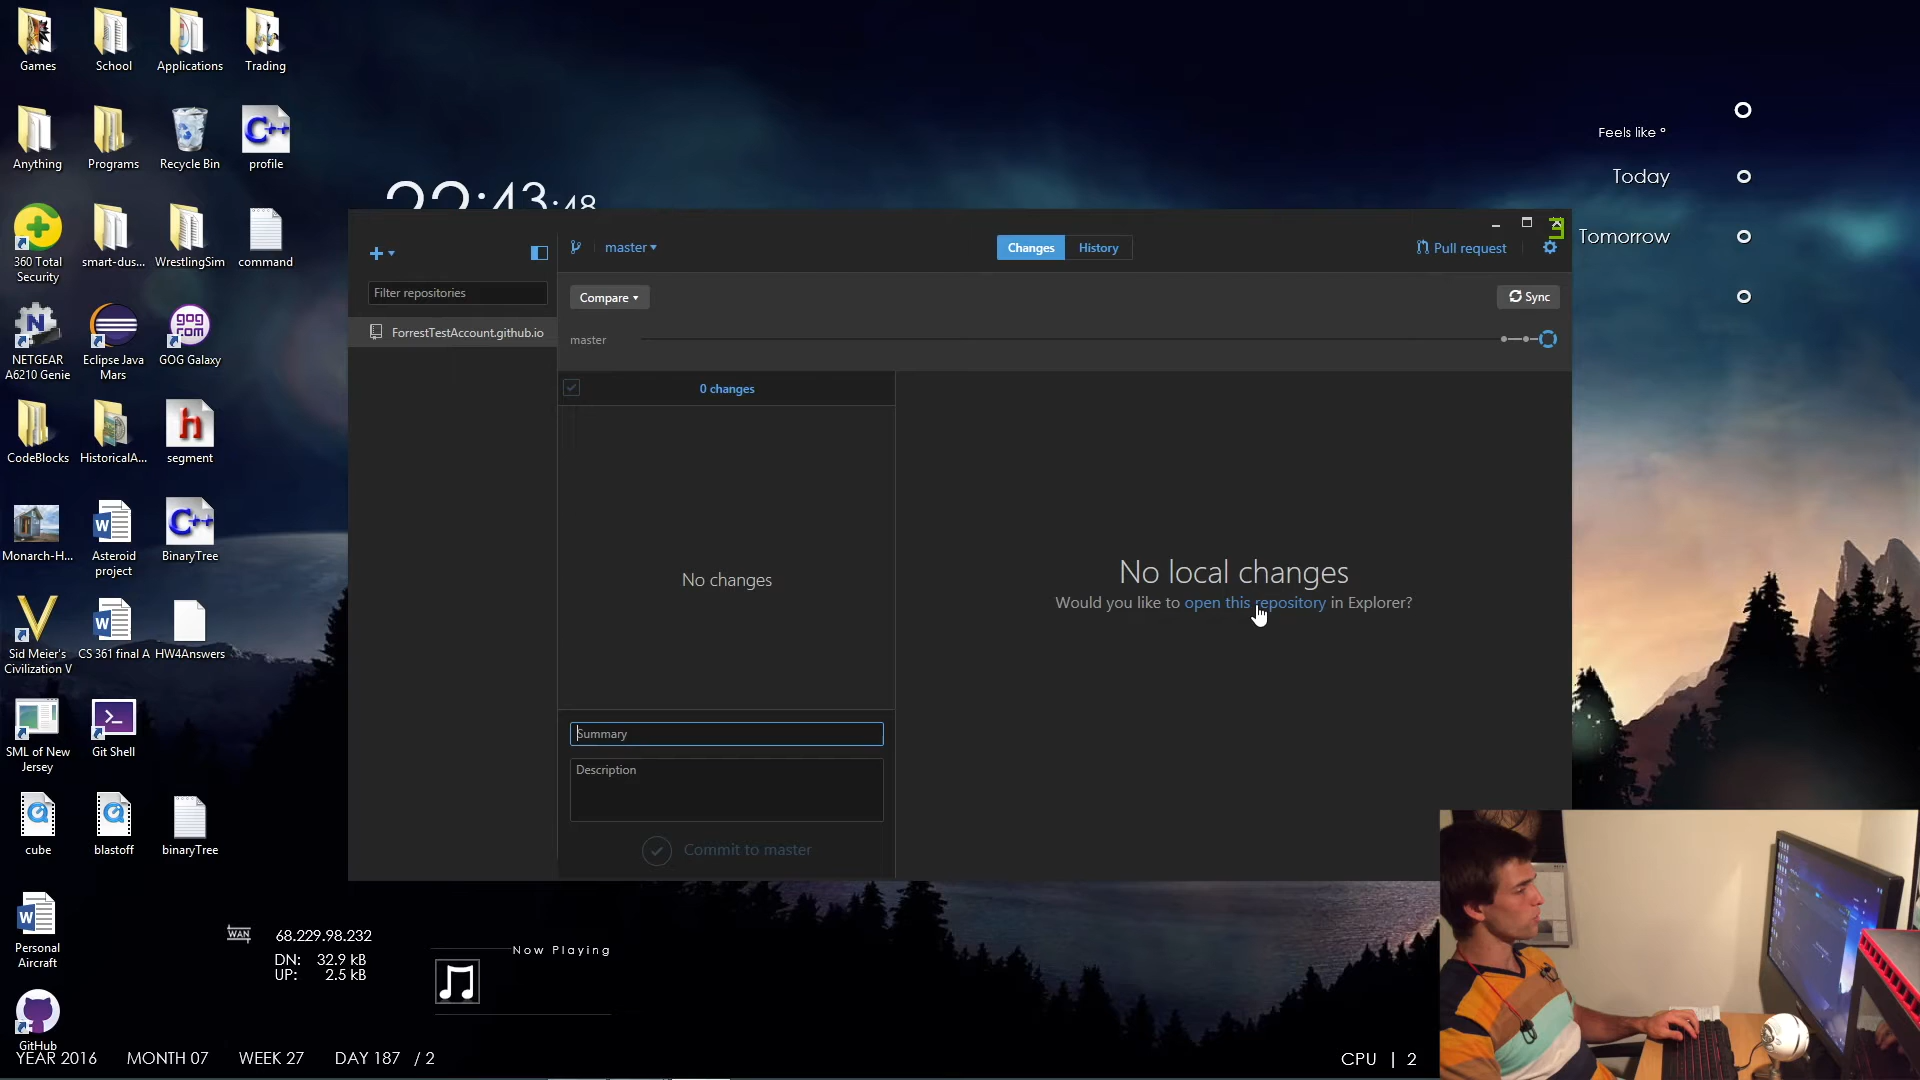 Games
School
Applications
Trading
Anything
Programs
Recycle Bin
profile
360 Total
Security
smart-dus...
WrestlingSim
command
NETGEAR
A6210 Genie
Eclipse Java
Mars
GOG Galaxy
CodeBlocks
HistoricalA...
segment
Monarch-H...
Asteroid
project
BinaryTree
Sid Meier's
Civilization V
CS 361 final A
HW4Answers
SML of New
Jersey
Git Shell
cube
blastoff
binaryTree
Personal
Aircraft
GitHub
22:43:48
Feels like °
Today
Tomorrow
master
Changes
History
Pull request
3
Filter repositories
Compare
Sync
ForrestTestAccount.github.io
master
0 changes
No changes
No local changes
Would you like to open this repository in Explorer?
Summary
Description
Commit to master
WAN
68.229.98.232
DN: 32.9 kB
UP: 2.5 kB
Now Playing
YEAR 2016 MONTH 07 WEEK 27 DAY 187 / 2
CPU | 2